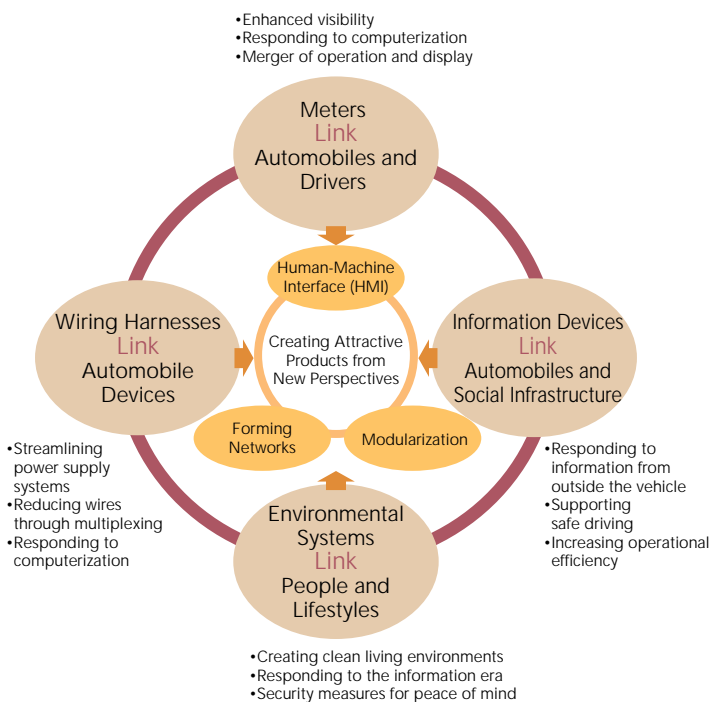 •Enhanced visibility
•Responding to computerization
•Merger of operation and display
Meters
Link
Automobiles and
Drivers
Human-Machine
Interface (HMI)
Wiring Harnesses
Link
Automobile
Devices
Creating Attractive
Products from
New Perspectives
Information Devices
Link
Automobiles and
Social Infrastructure
Forming
Networks
Modularization
•Streamlining
power supply
systems
•Reducing wires
through multiplexing
•Responding to
computerization
•Responding to
information from
outside the vehicle
•Supporting
safe driving
•Increasing operational
efficiency
Environmental
Systems
Link
People and
Lifestyles
•Creating clean living environments
•Responding to the information era
•Security measures for peace of mind